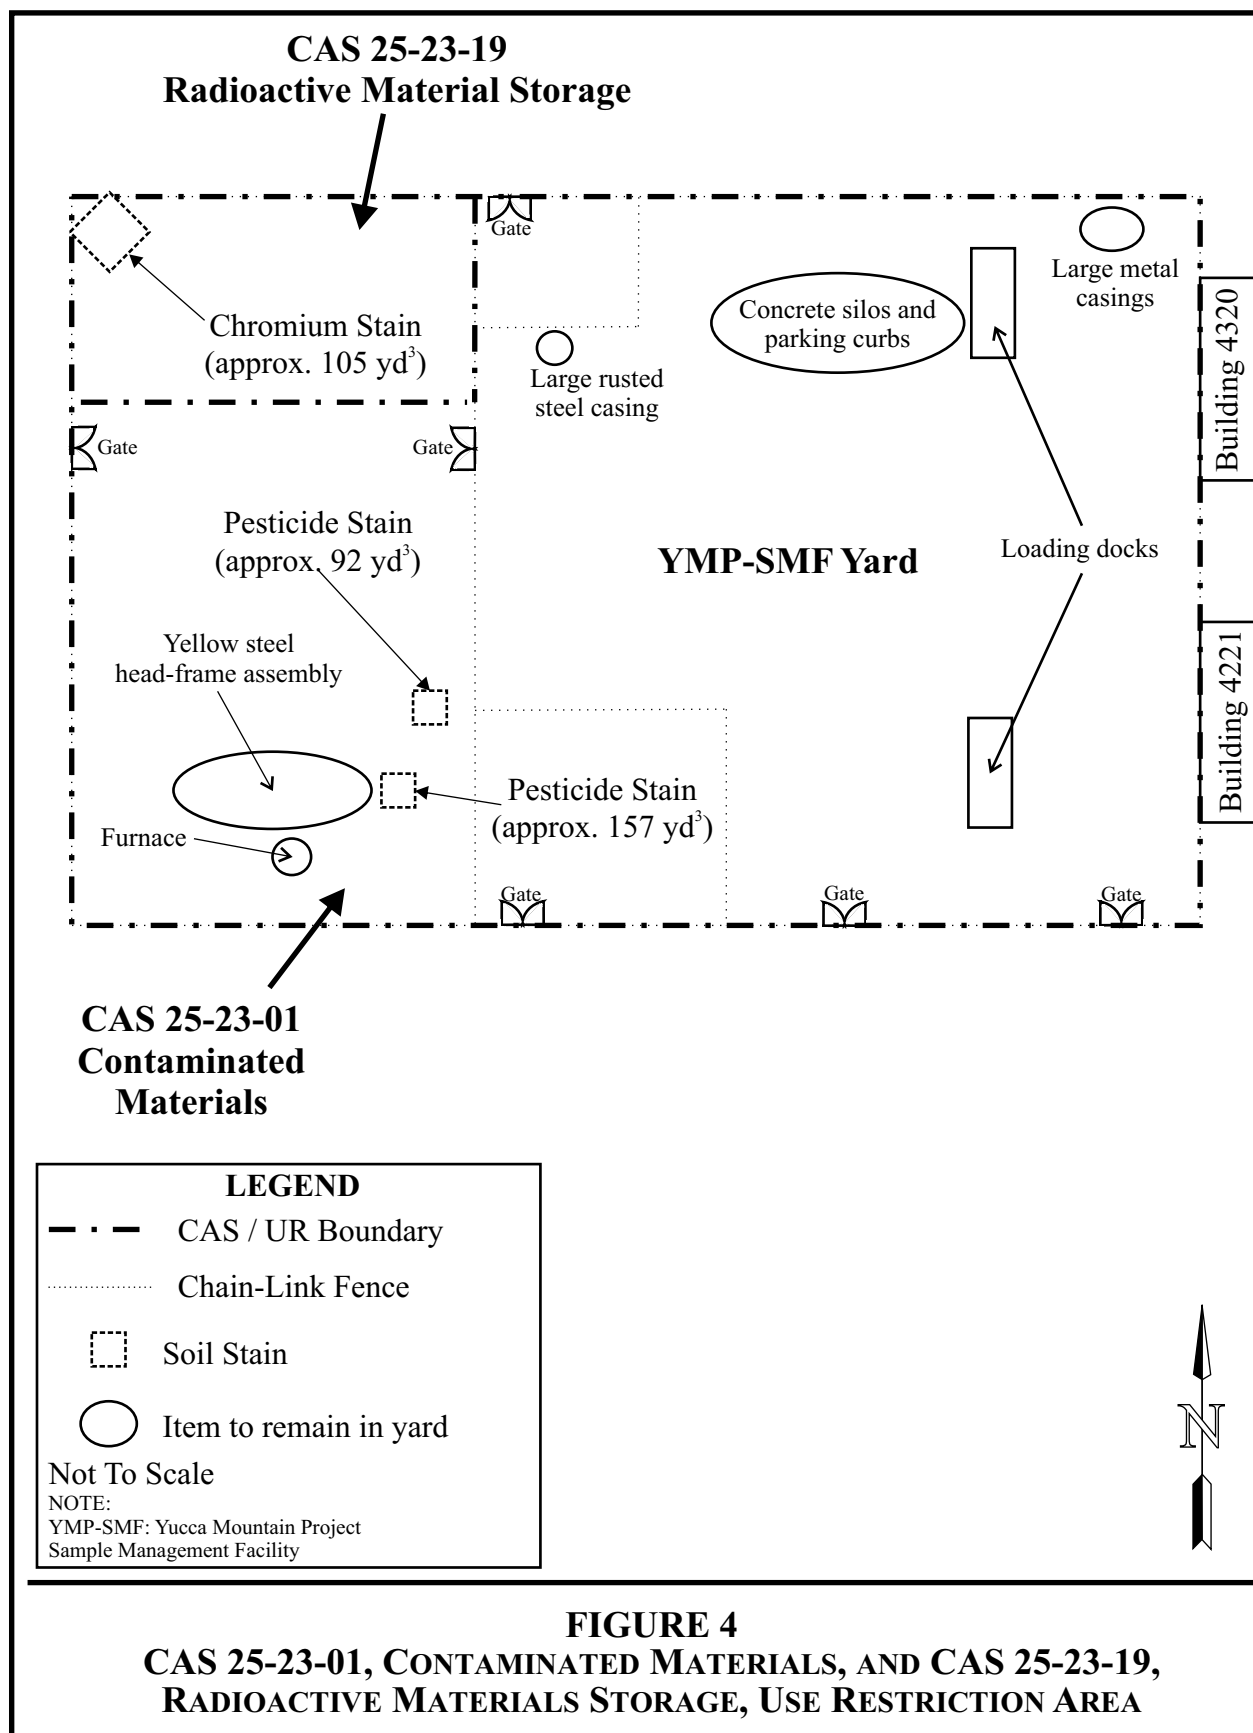 CAS 25-23-19
Radioactive Material Storage
Gate
Large metal
casings
Chromium Stain
(approx. 105 yd³)
Concrete silos and
parking curbs
Large rusted
steel casing
Building 4320
Gate
Gate
Pesticide Stain
(approx. 92 yd³)
YMP-SMF Yard
Loading docks
Yellow steel
head-frame assembly
Building 4221
Pesticide Stain
(approx. 157 yd³)
Furnace
Gate
Gate
Gate
CAS 25-23-01
Contaminated
Materials
LEGEND
CAS / UR Boundary
Chain-Link Fence
Soil Stain
Item to remain in yard
Not To Scale
NOTE:
YMP-SMF: Yucca Mountain Project
Sample Management Facility
N
FIGURE 4
CAS 25-23-01, CONTAMINATED MATERIALS, AND CAS 25-23-19,
RADIOACTIVE MATERIALS STORAGE, USE RESTRICTION AREA